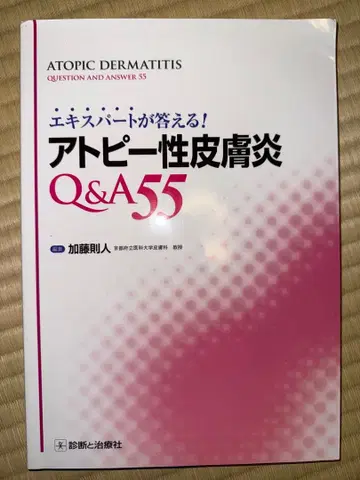 ATOPIC DERMATITIS
QUESTION AND ANSWER 55
エキスパートが答える!
アトピー性皮膚炎
Q&A55
編集 加藤則人 京都府立医科大学皮膚科 教授
診断と治療社